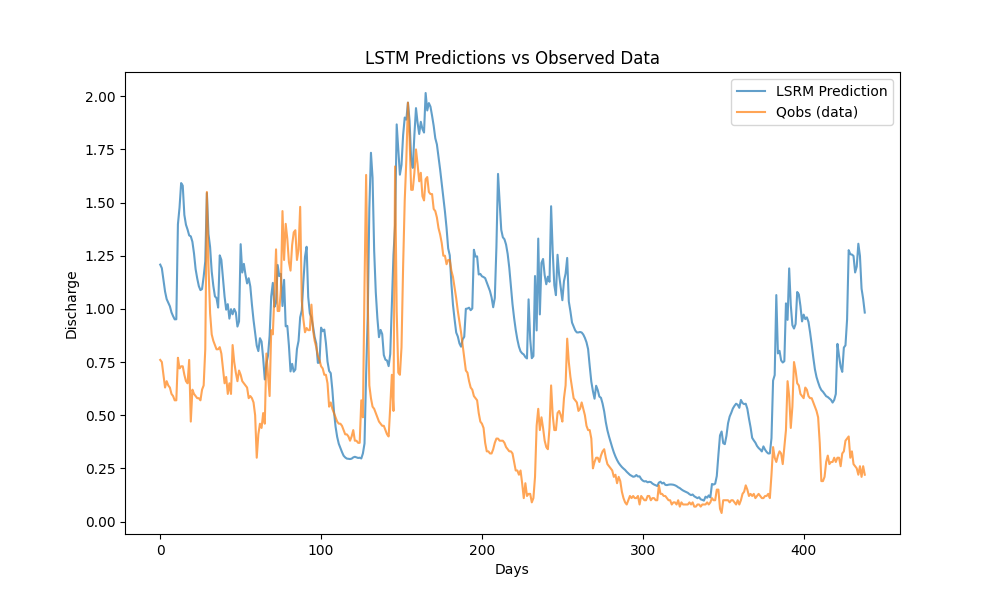 LSTM Predictions vs Observed Data
LSRM Prediction
Qobs (data)
2.00
1.75
1.50
1.25
1.00
0.75
0.50
0.25
0.00
Discharge
0 100 200 300 400
Days